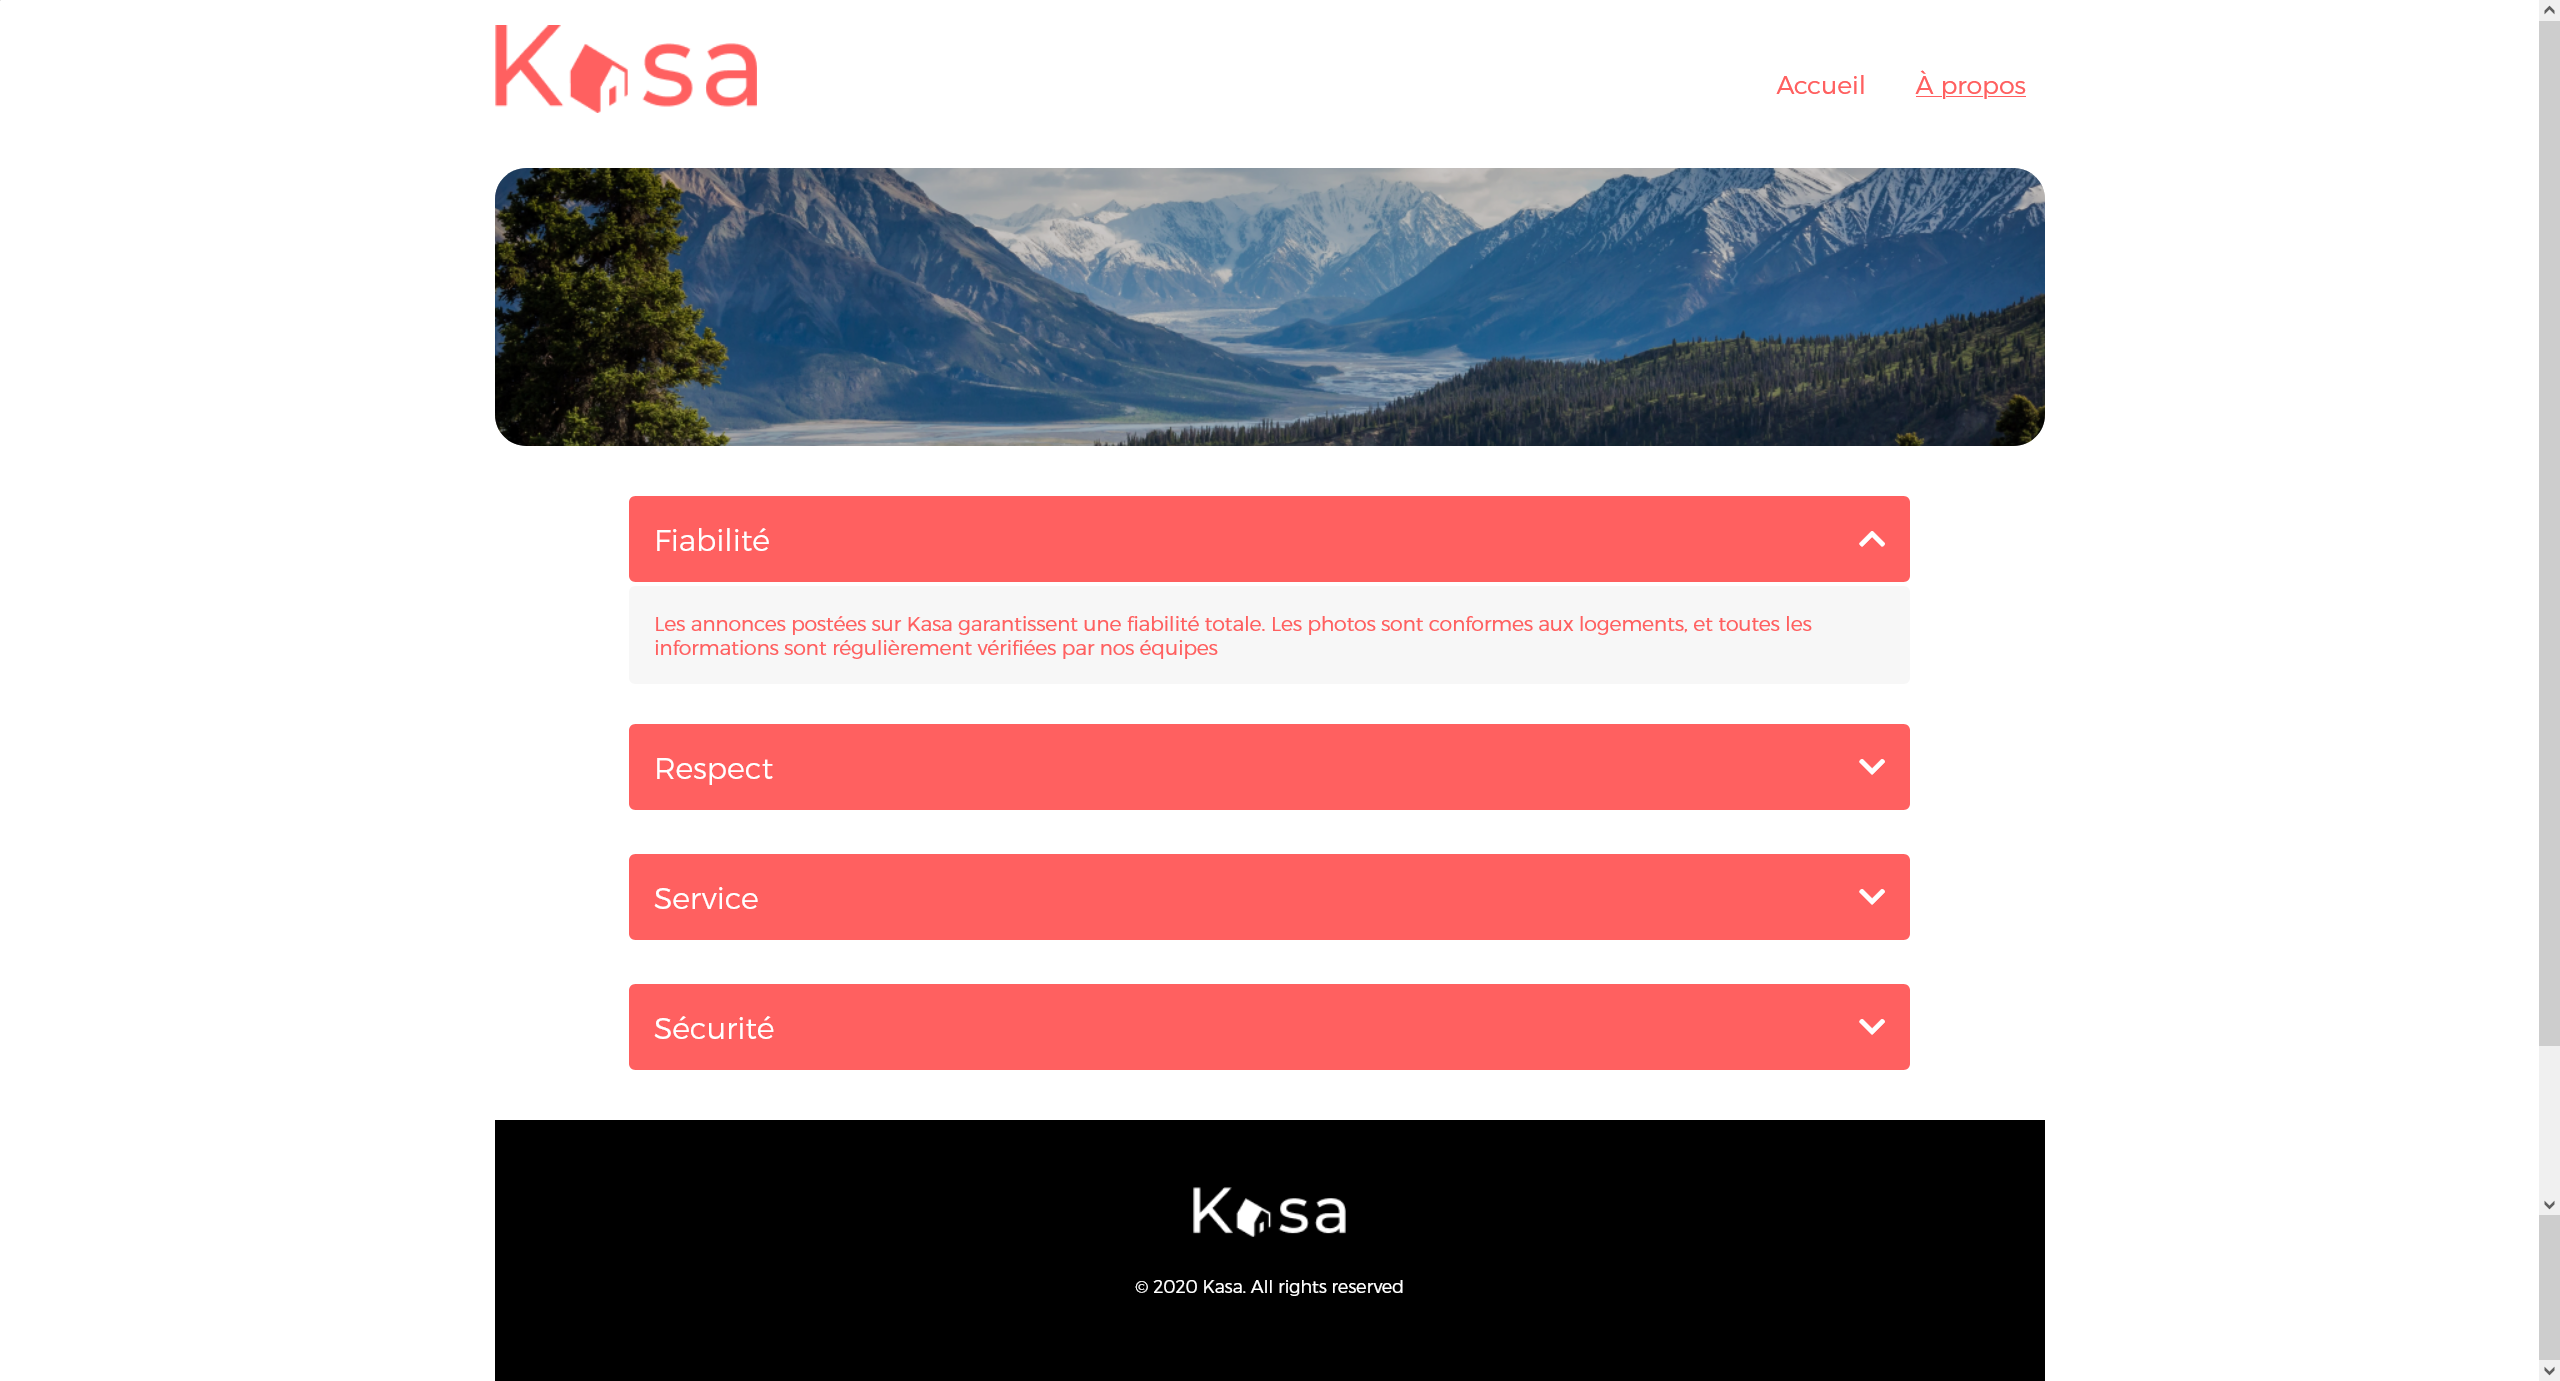 Kasa
Accueil À propos
Fiabilité
Les annonces postées sur Kasa garantissent une fiabilité totale. Les photos sont conformes aux logements, et toutes les
informations sont régulièrement vérifiées par nos équipes
Respect
Service
Sécurité
Kasa
© 2020 Kasa. All rights reserved